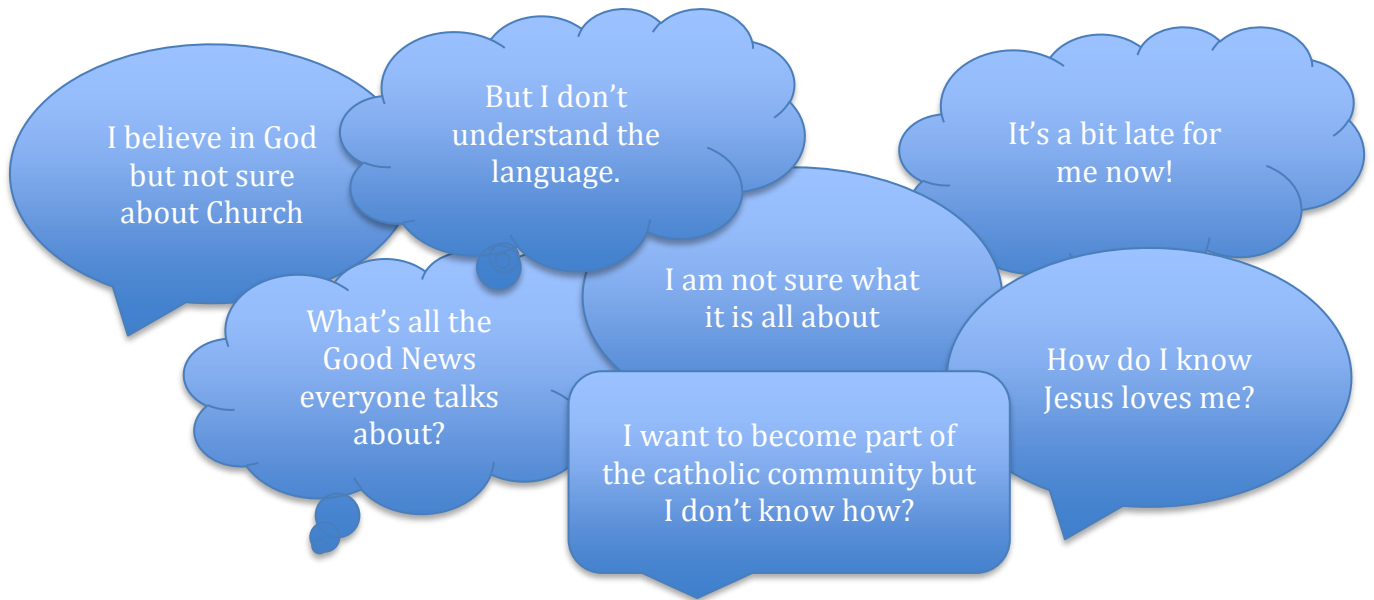 I believe in God
but not sure
about Church
But I don’t
understand the
language.
It’s a bit late for
me now!
What’s all the
Good News
everyone talks
about?
I am not sure what
it is all about
How do I know
Jesus loves me?
I want to become part of
the catholic community but
I don’t know how?